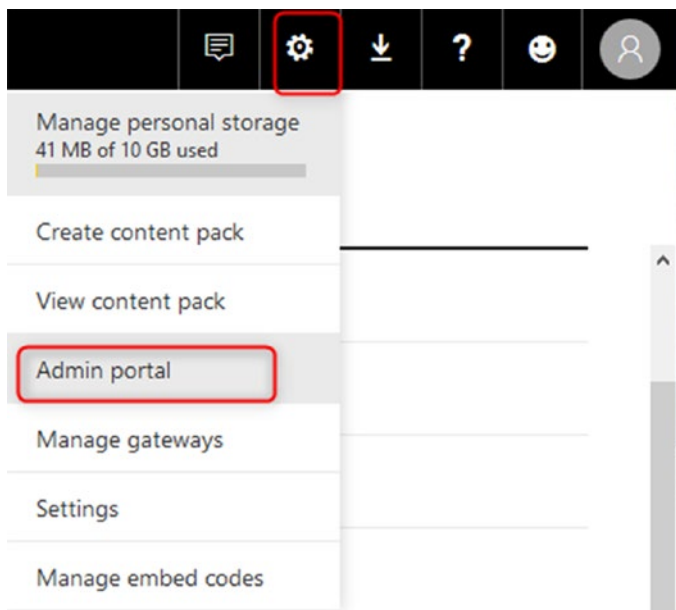 ?
Manage personal storage
41 MB of 10 GB used
Create content pack
View content pack
Admin portal
Manage gateways
Settings
Manage embed codes